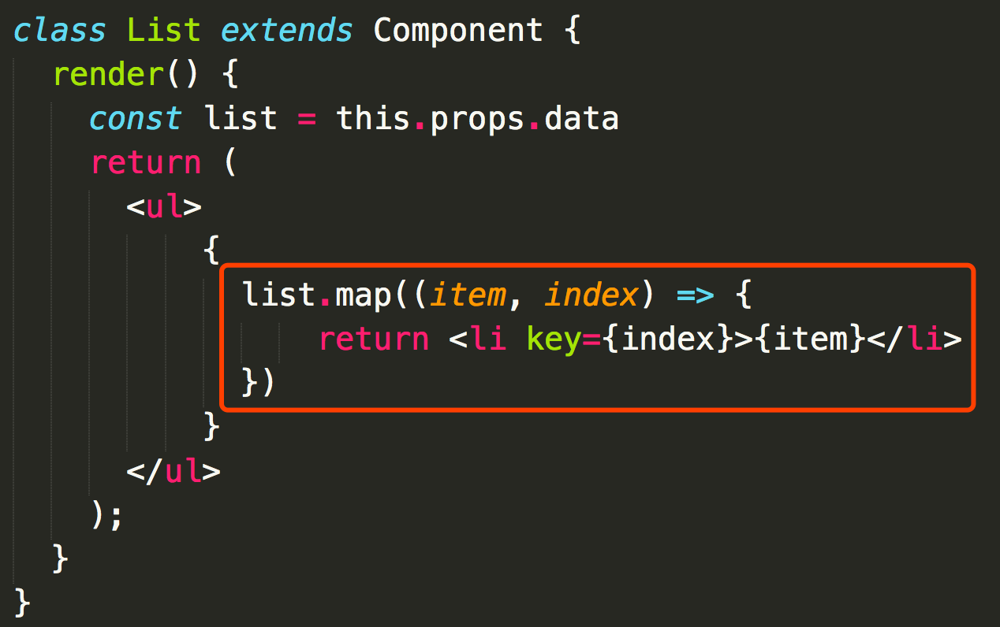 class List extends Component {
render() {
const list = this.props.data
return (
<ul>
{
list.map((item, index) => {
return <li key={index}>{item}</li>
})
}
</ul>
);
}
}